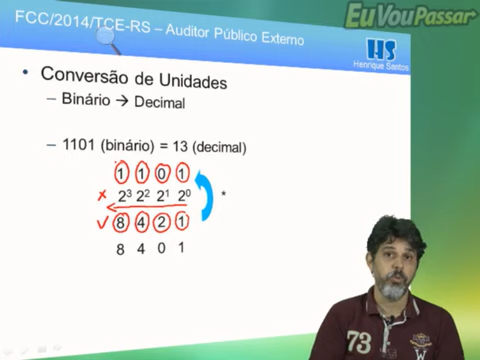 FCC/2014/TCE-RS – Auditor Público Externo
EuVouPassar
HS
Henrique Santos
• Conversão de Unidades
– Binário → Decimal
– 1101 (binário) = 13 (decimal)
1 1 0 1
x 2³ 2² 2¹ 2⁰ *
8 4 2 1
8 4 0 1
73